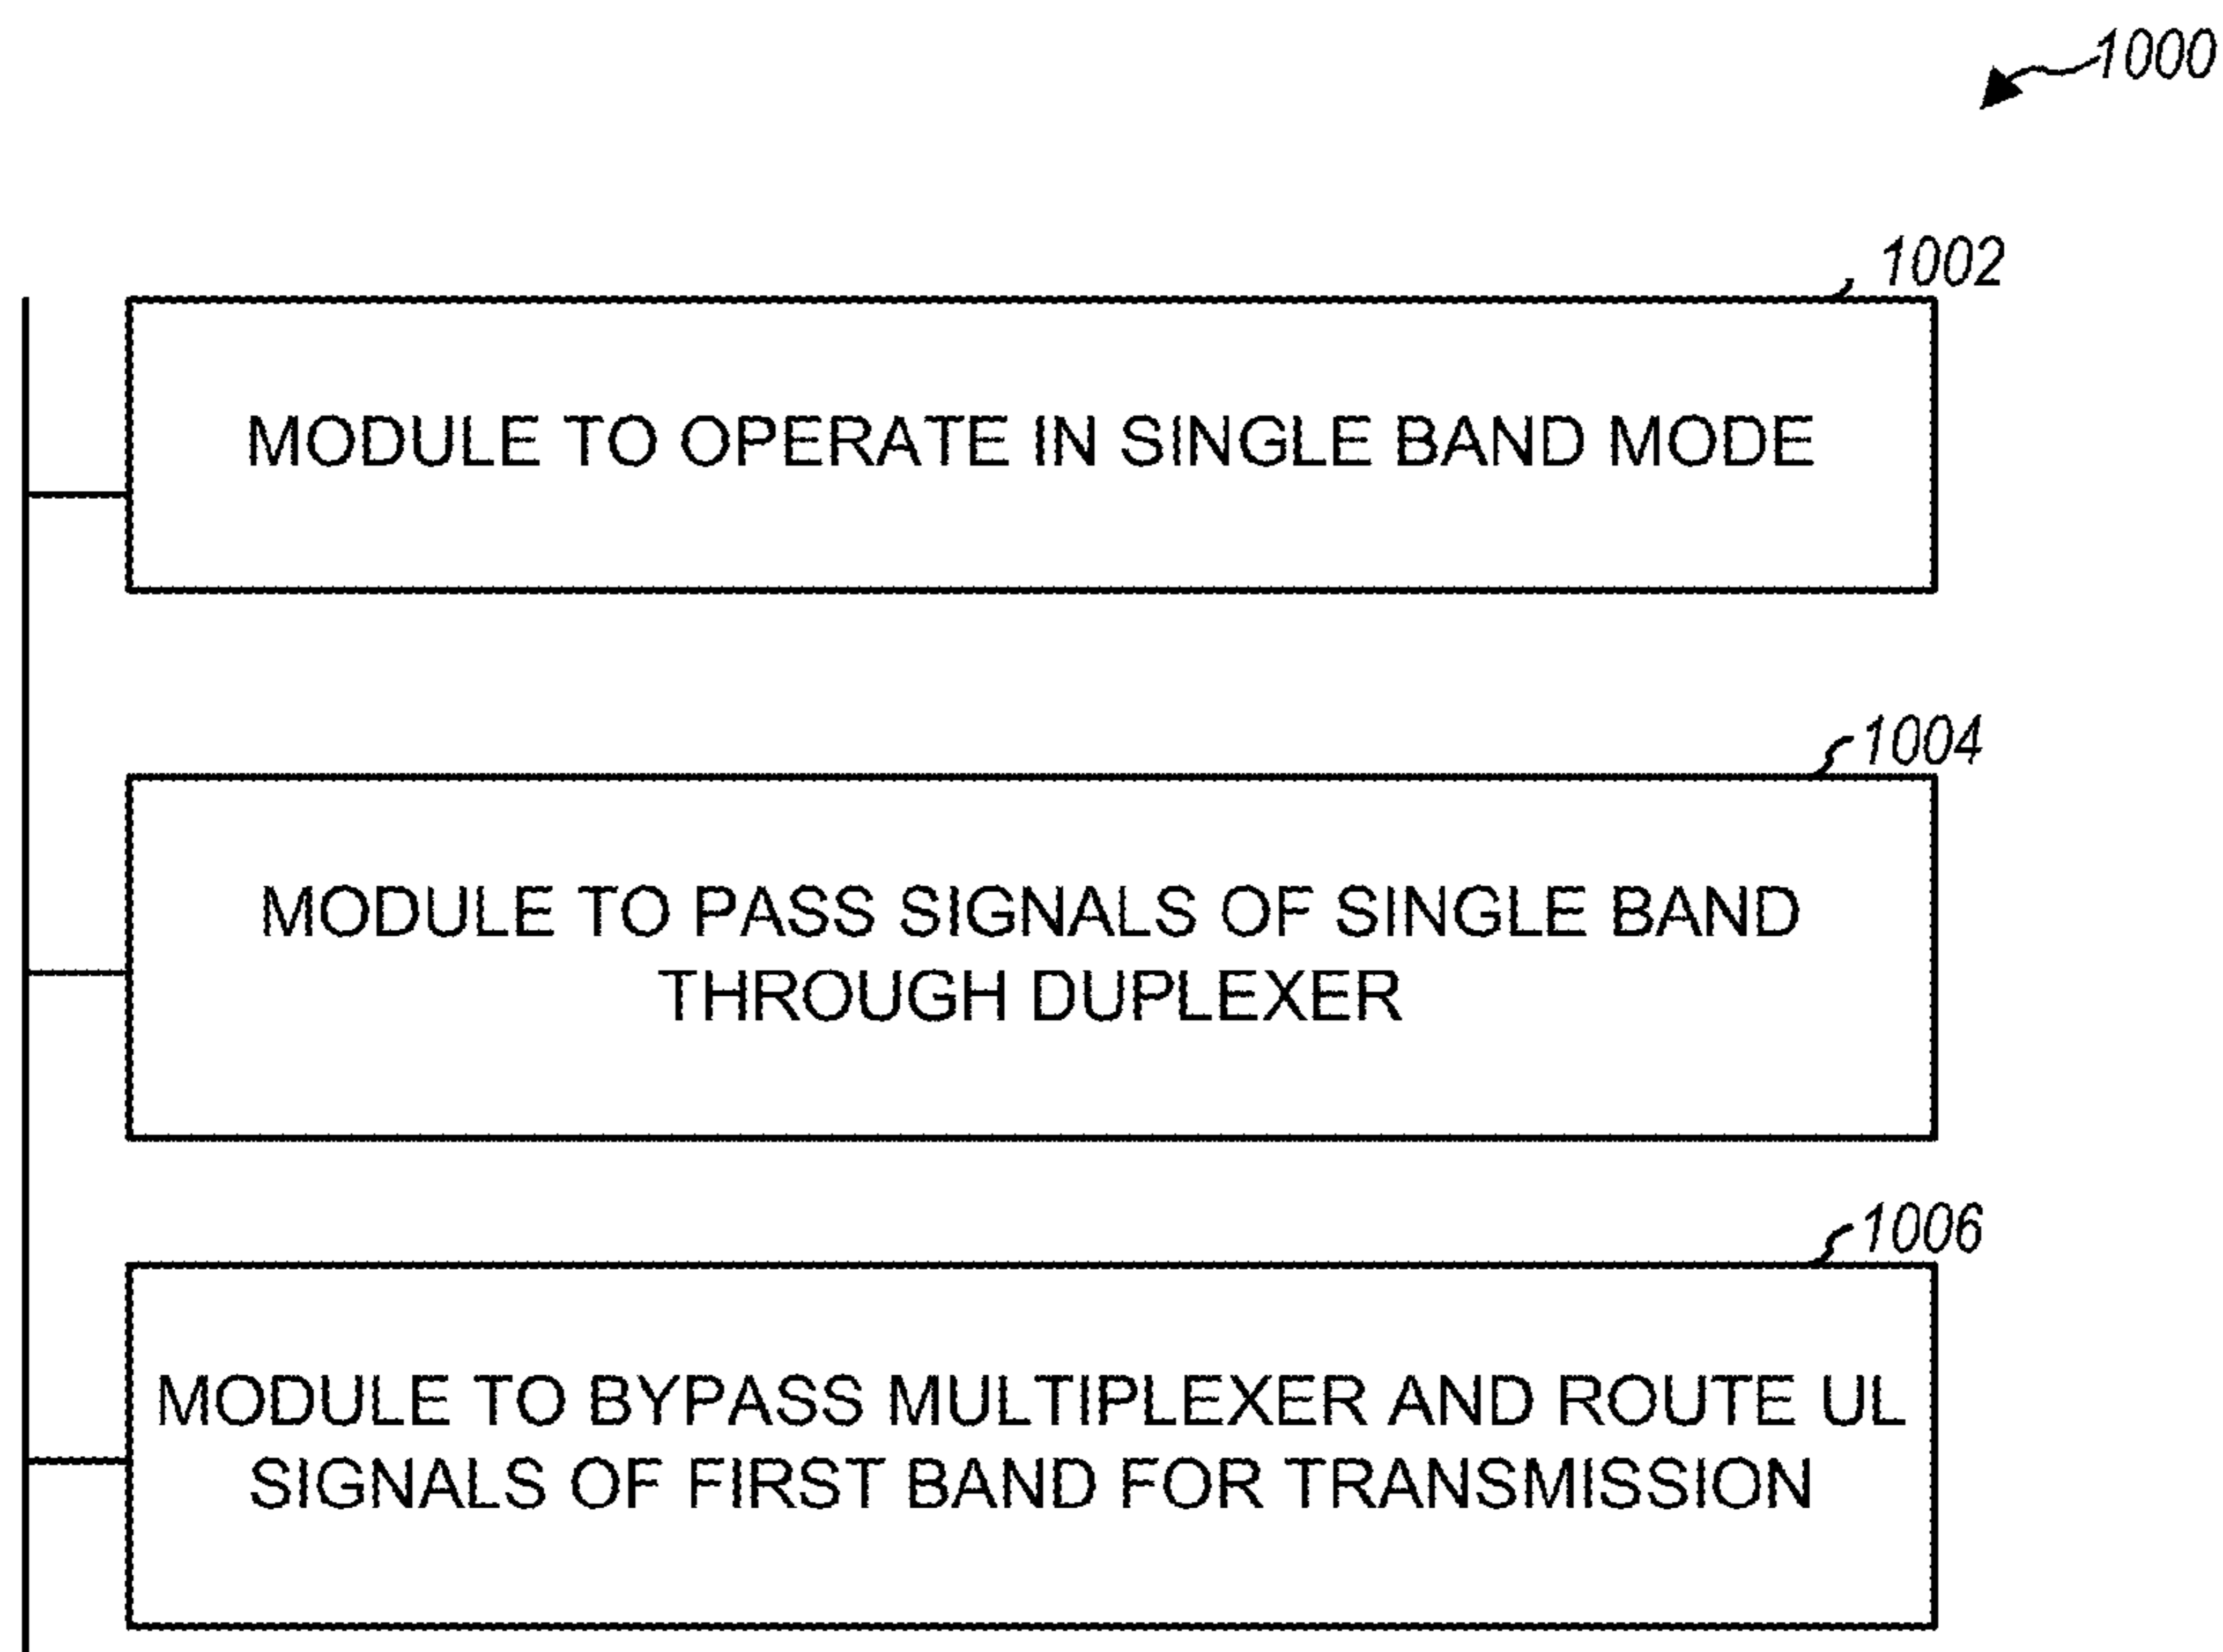 1000
1002
MODULE TO OPERATE IN SINGLE BAND MODE
1004
MODULE TO PASS SIGNALS OF SINGLE BAND
THROUGH DUPLEXER
1006
MODULE TO BYPASS MULTIPLEXER AND ROUTE UL
SIGNALS OF FIRST BAND FOR TRANSMISSION